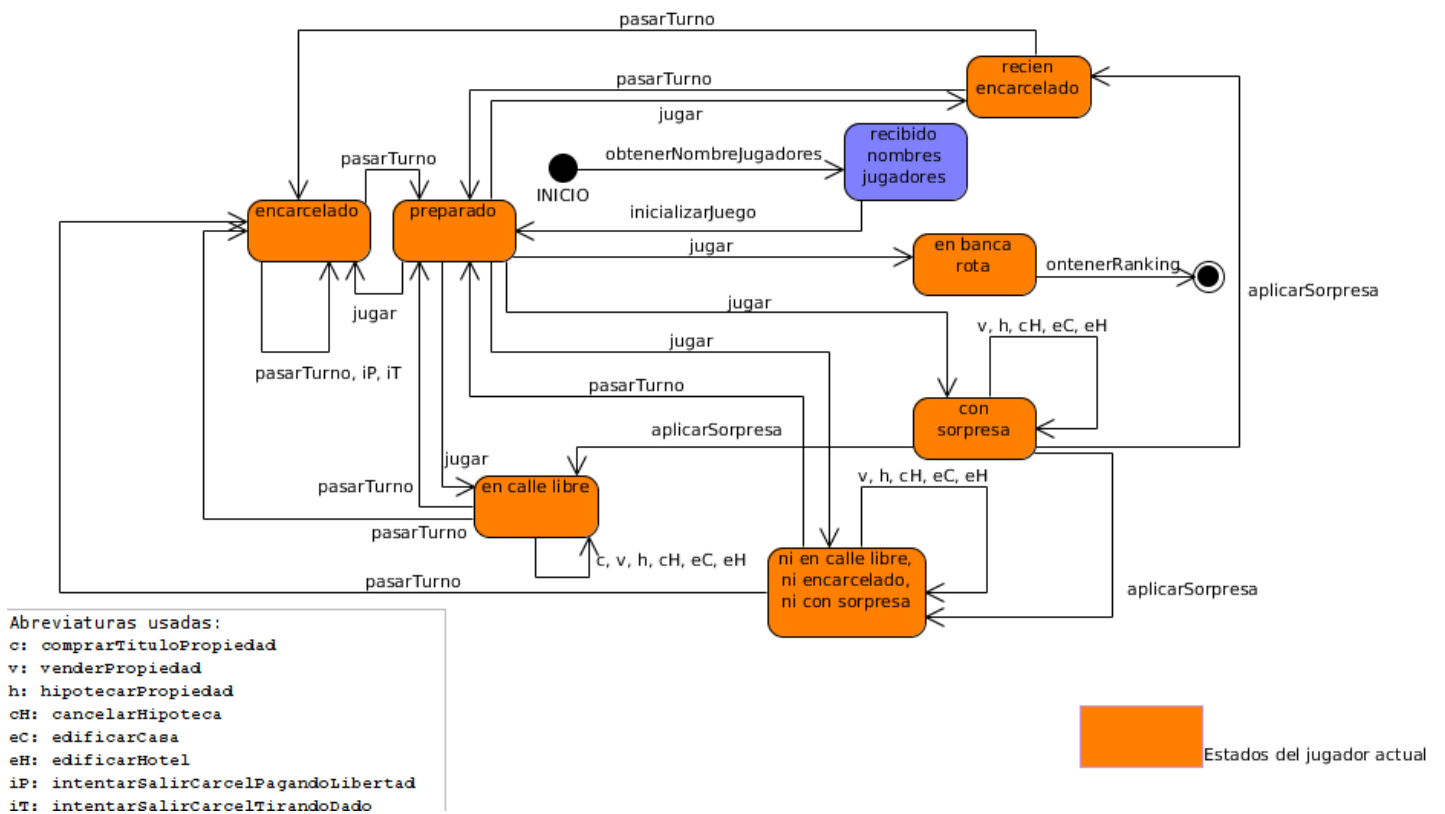 pasarTurno
recien
encarcelado
pasarTurno
jugar
recibido
nombres
jugadores
obtenerNombreJugadores
INICIO
pasarTurno
encarcelado
preparado
inicializarJuego
jugar
en banca
rota
ontenerRanking
aplicarSorpresa
jugar
jugar
v, h, cH, eC, eH
jugar
pasarTurno, iP, iT
pasarTurno
con
sorpresa
aplicarSorpresa
jugar
pasarTurno
en calle libre
v, h, cH, eC, eH
pasarTurno
c, v, h, cH, eC, eH
pasarTurno
ni en calle libre,
ni encarcelado,
ni con sorpresa
aplicarSorpresa
Abreviaturas usadas:
c: comprarTituloPropiedad
v: venderPropiedad
h: hipotecarPropiedad
cH: cancelarHipoteca
eC: edificarCasa
eH: edificarHotel
iP: intentarSalirCarcelPagandoLibertad
iT: intentarSalirCarcelTirandoDado
Estados del jugador actual